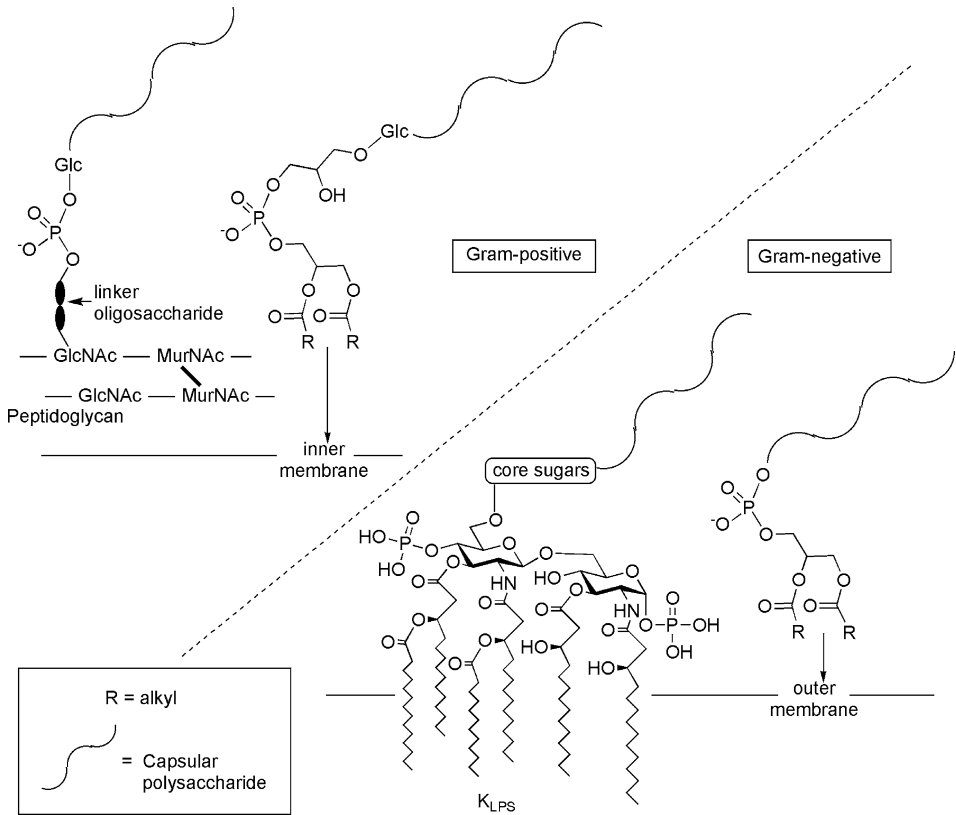 Glc
O
O
P
-O
O
linker
oligosaccharide
GlcNAc
MurNAc
GlcNAc
MurNAc
Peptidoglycan
Glc
O
OH
O
O
P
-O
O
O
O
O
O
R
R
inner
membrane
Gram-positive
Gram-negative
core sugars
O
O
HO
P
O
HO
O
O
O
HN
O
O
O
O
O
O
O
HO
O
O
HN
O
O
HO
O
HO
O
P
OH
OH
O
O
P
-O
O
O
O
O
O
R
R
outer
membrane
KLPS
R = alkyl
= Capsular
polysaccharide